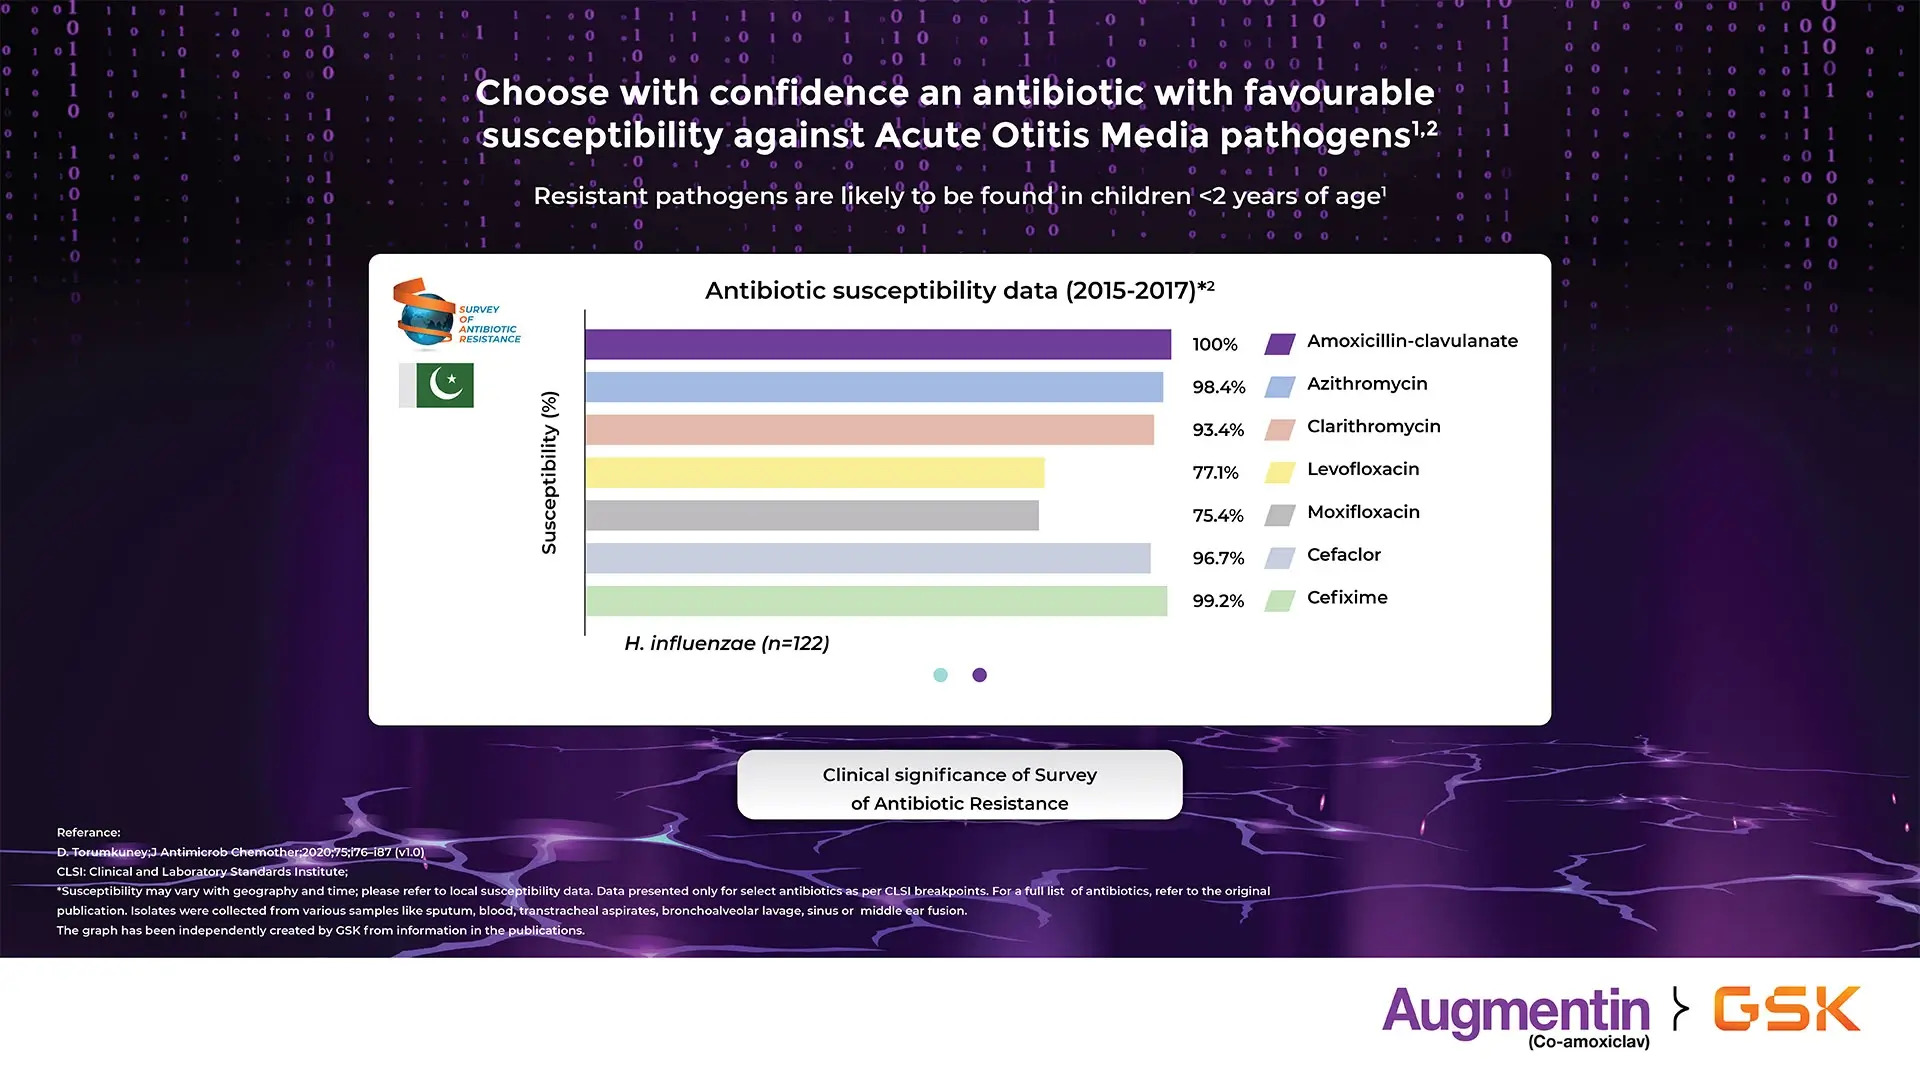 Choose with confidence an antibiotic with favourable
susceptibility against Acute Otitis Media pathogens1,2
Resistant pathogens are likely to be found in children <2 years of age1
SURVEY
OF
ANTIBIOTIC
RESISTANCE
Antibiotic susceptibility data (2015-2017)*2
Susceptibility (%)
100% Amoxicillin-clavulanate
98.4% Azithromycin
93.4% Clarithromycin
77.1% Levofloxacin
75.4% Moxifloxacin
96.7% Cefaclor
99.2% Cefixime
H. influenzae (n=122)
Clinical significance of Survey
of Antibiotic Resistance
Referance:
D. Torumkuney;J Antimicrob Chemother;2020;75;i76–i87 (v1.0)
CLSI: Clinical and Laboratory Standards Institute;
*Susceptibility may vary with geography and time; please refer to local susceptibility data. Data presented only for select antibiotics as per CLSI breakpoints. For a full list of antibiotics, refer to the original
publication. Isolates were collected from various samples like sputum, blood, transtracheal aspirates, bronchoalveolar lavage, sinus or middle ear fusion.
The graph has been independently created by GSK from information in the publications.
Augmentin
(Co-amoxiclav)
GSK